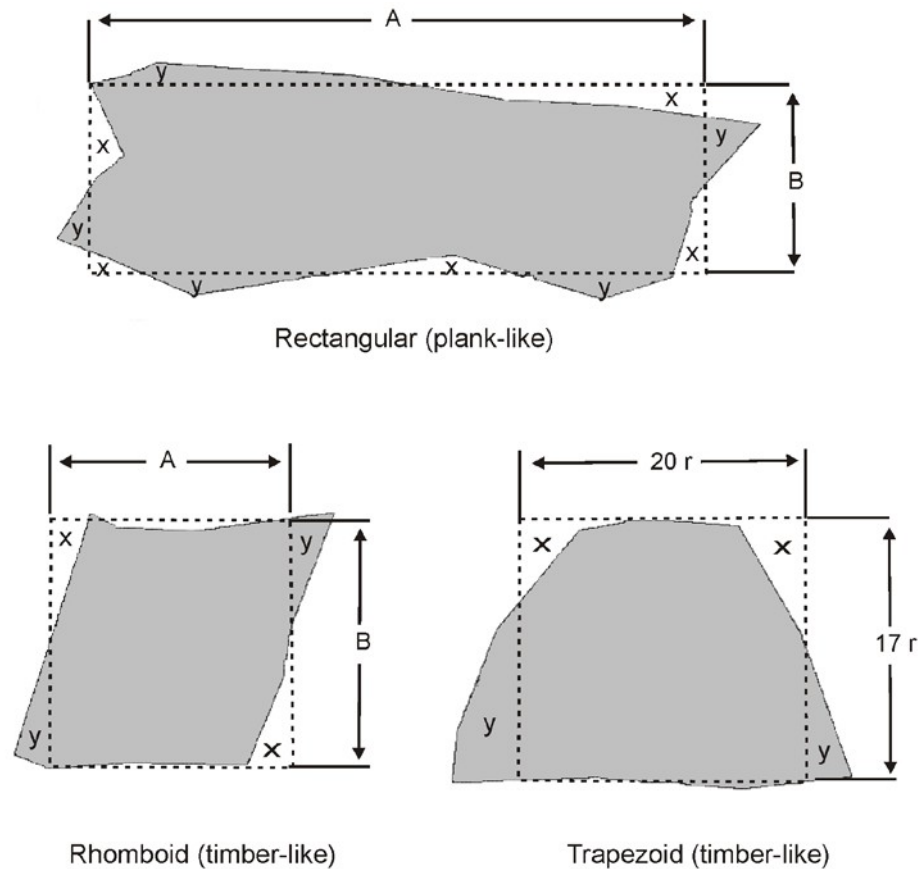 A
y
x
x
y
B
y
x
x
x
y
y
Rectangular (plank-like)
A
20 r
x
y
x
x
B
17 r
y
x
y
y
Rhomboid (timber-like)
Trapezoid (timber-like)